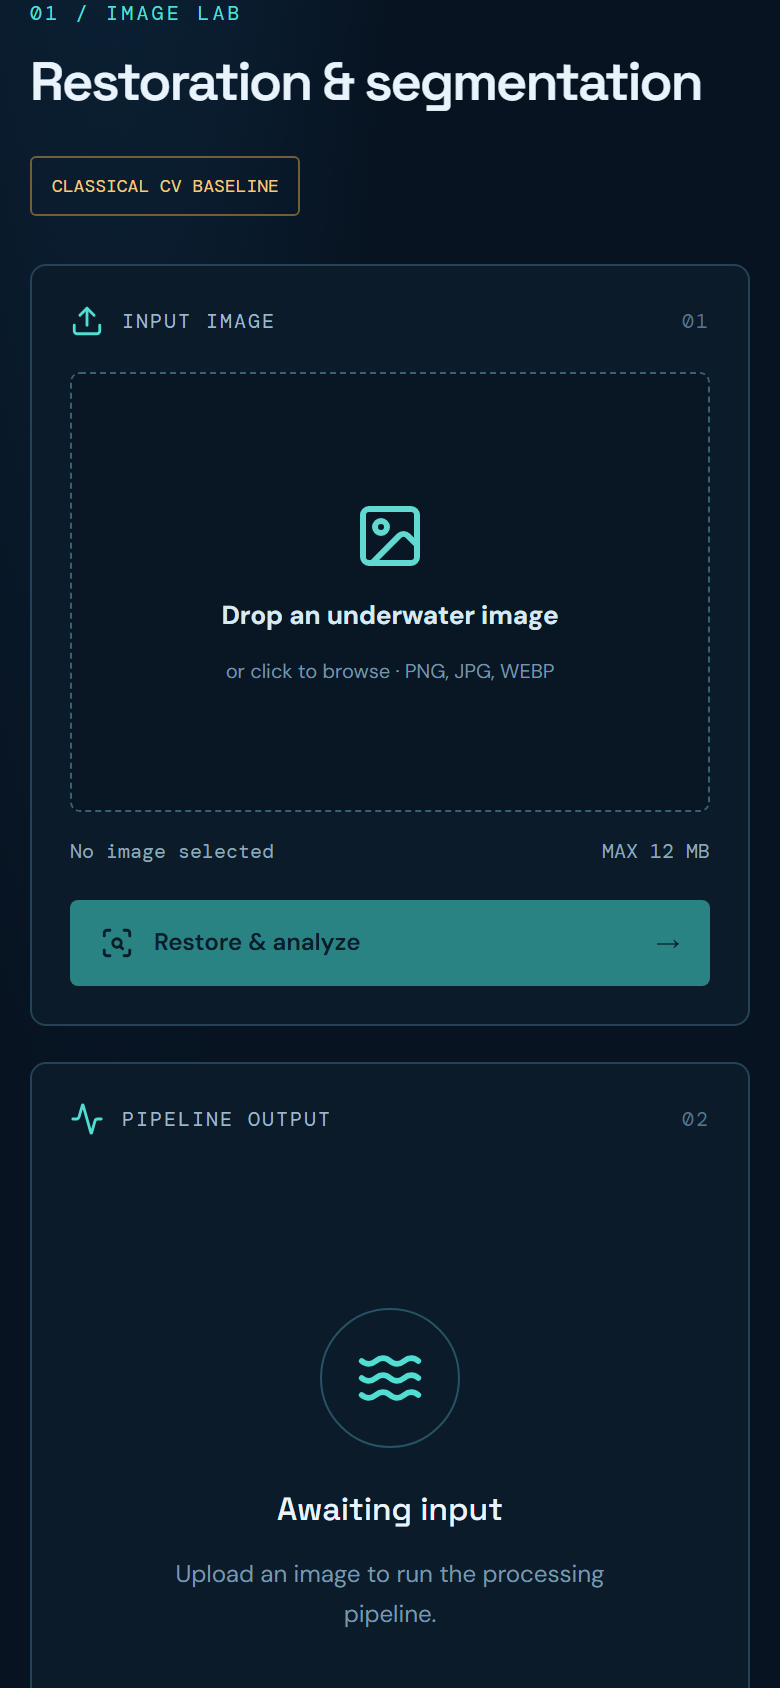 01 / IMAGE LAB
Restoration & segmentation
CLASSICAL CV BASELINE
INPUT IMAGE 01
Drop an underwater image
or click to browse · PNG, JPG, WEBP
No image selected MAX 12 MB
Restore & analyze →
PIPELINE OUTPUT 02
Awaiting input
Upload an image to run the processing
pipeline.